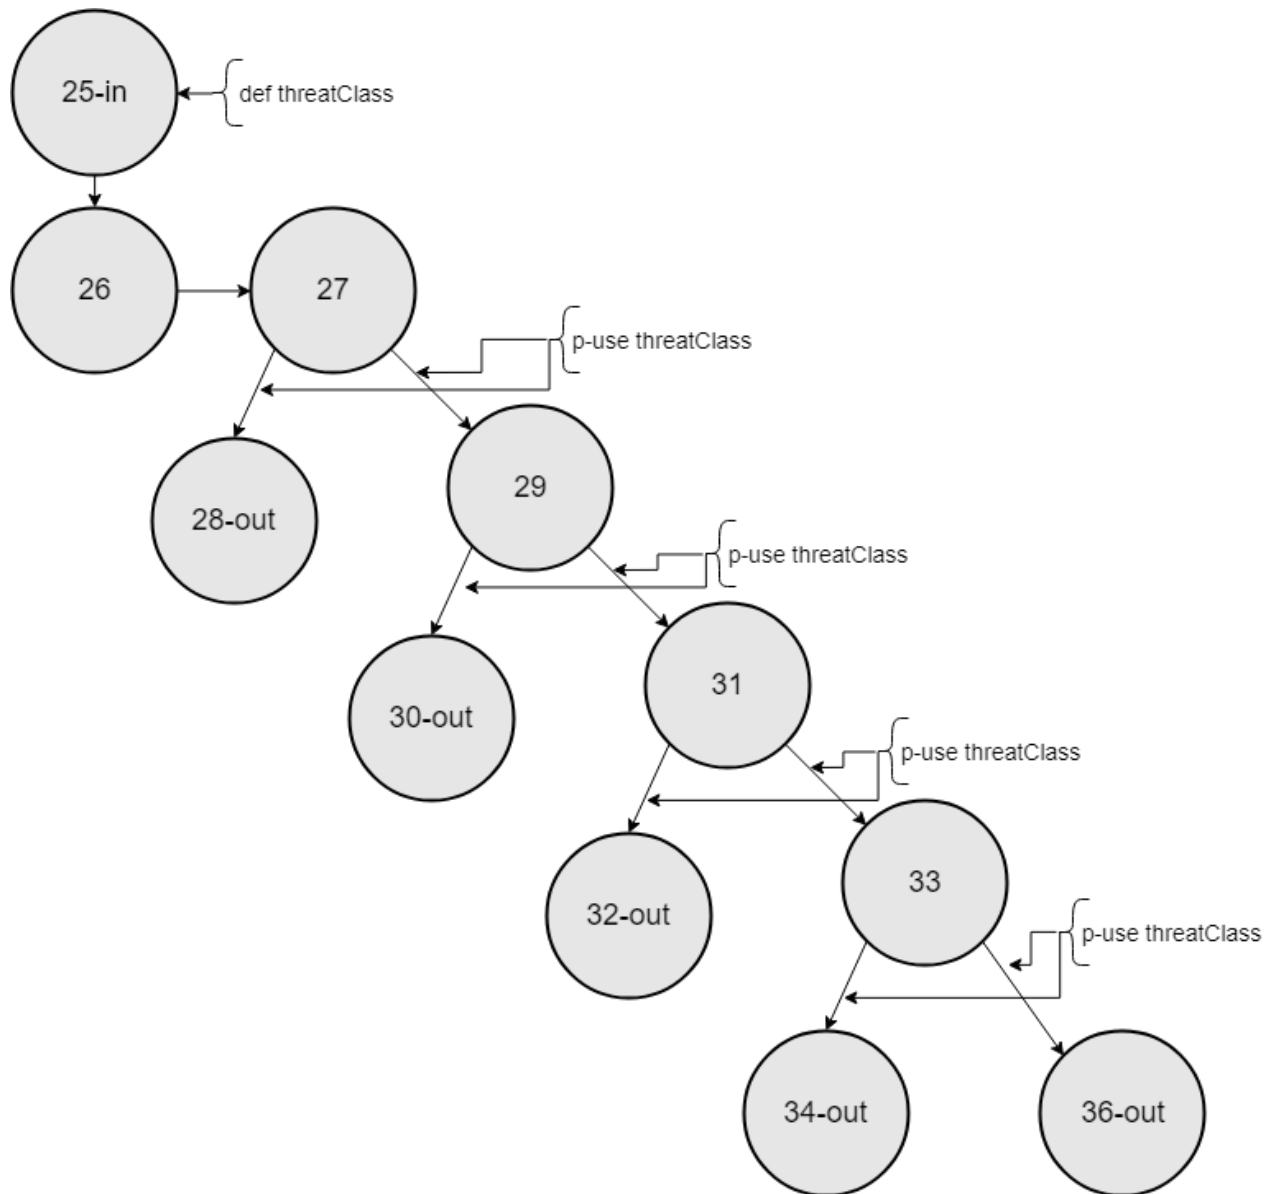 25-in
def threatClass
26
27
p-use threatClass
28-out
29
p-use threatClass
30-out
31
p-use threatClass
32-out
33
p-use threatClass
34-out
36-out